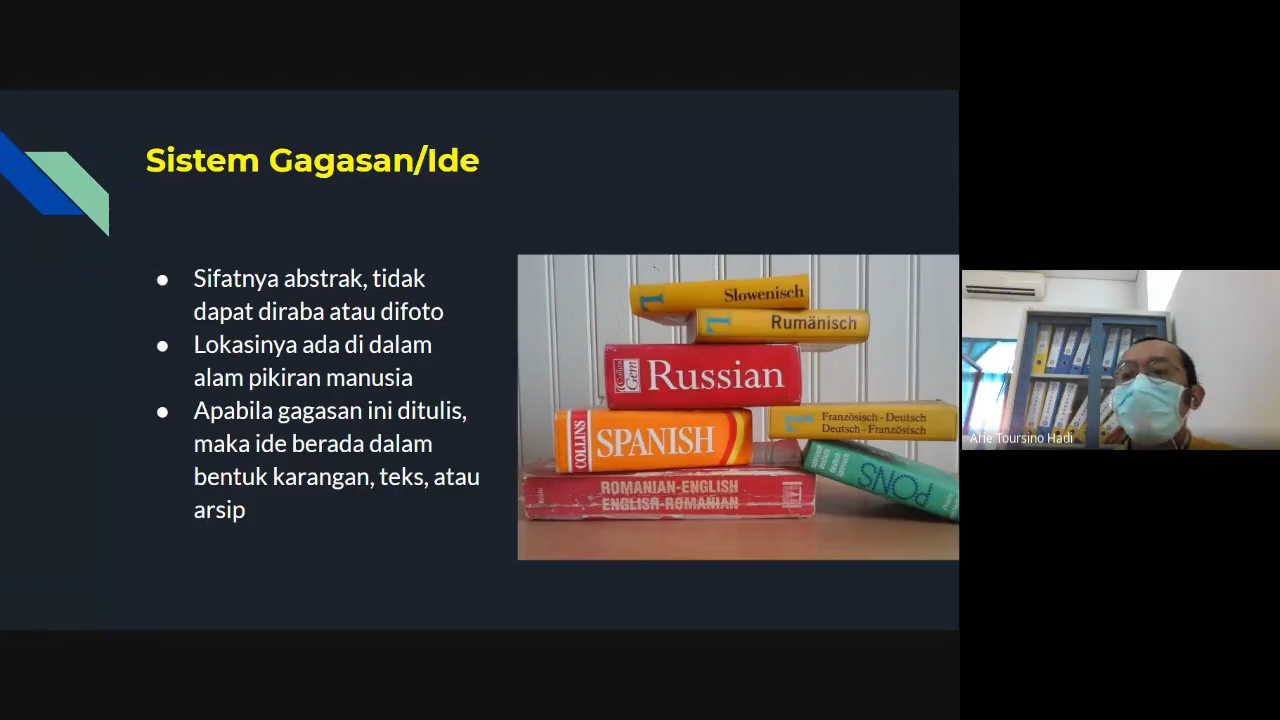 Sistem Gagasan/Ide
● Sifatnya abstrak, tidak
dapat diraba atau difoto
● Lokasinya ada di dalam
alam pikiran manusia
● Apabila gagasan ini ditulis,
maka ide berada dalam
bentuk karangan, teks, atau
arsip
L Slowenisch
L Rumänisch
Collins
Gem
Russian
L
Französisch - Deutsch
Deutsch - Französisch
COLLINS
SPANISH
PONS
ROMANIAN-ENGLISH
ENGLISH-ROMANIAN
Arie Toursino Hadi